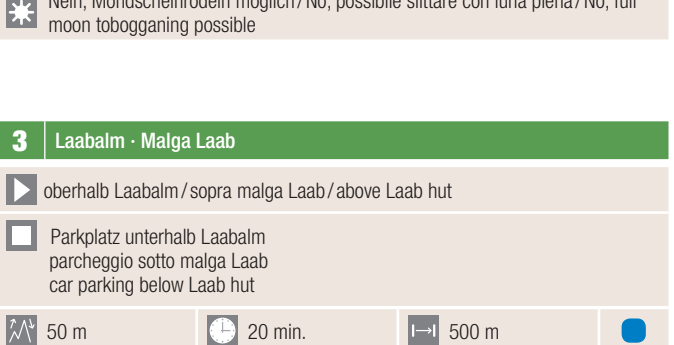 Nein, Mondscheinrodeln möglich/No, possibile slittare con luna piena/No, full
moon tobogganing possible
3 Laabalm · Malga Laab
oberhalb Laabalm/sopra malga Laab/above Laab hut
Parkplatz unterhalb Laabalm
parcheggio sotto malga Laab
car parking below Laab hut
50 m 20 min. 500 m